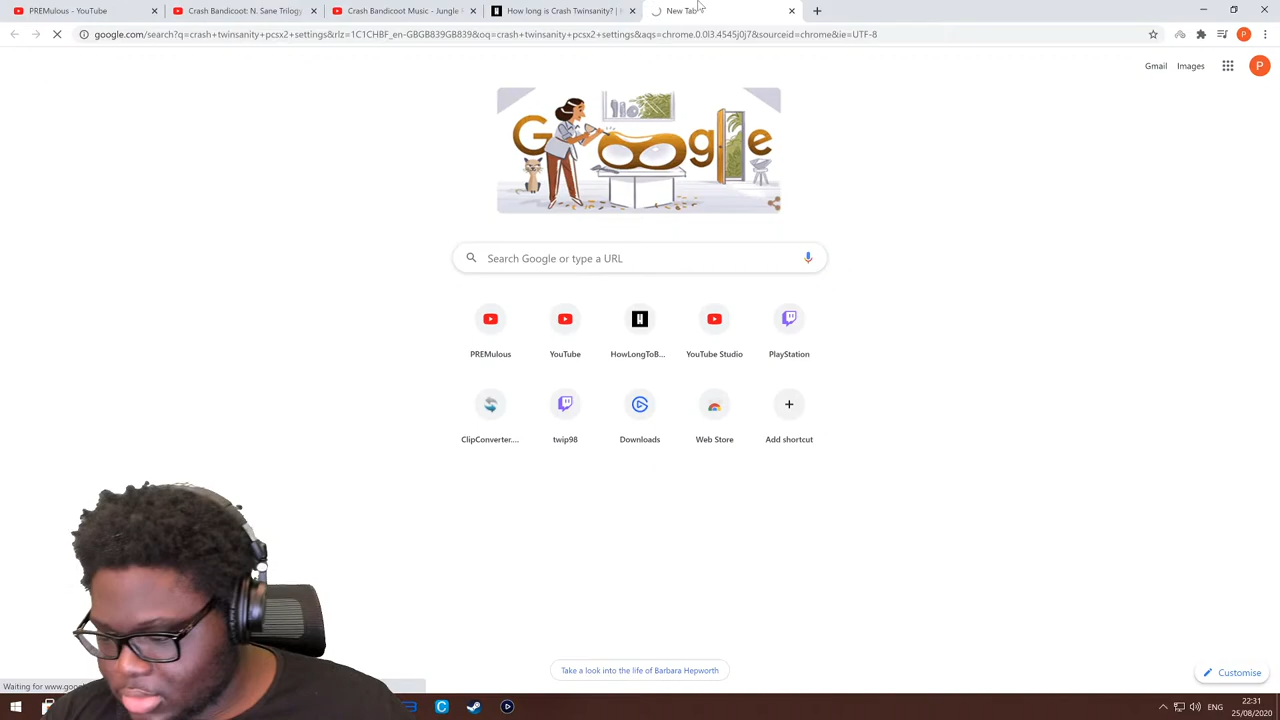 PREMulous - YouTube
Crash Bandicoot: N. Sane Trilogy
Crash Bandicoot Music - Jungle R
How long is Crash Twinsanity? | H
New Tab
google.com/search?q=crash+twinsanity+pcsx2+settings&rlz=1C1CHBF_en-GBGB839GB839&oq=crash+twinsanity+pcsx2+settings&aqs=chrome.0.0l3.4545j0j7&sourceid=chrome&ie=UTF-8
P
Gmail
Images
P
Google
Search Google or type a URL
PREMulous
YouTube
HowLongToB...
YouTube Studio
PlayStation
ClipConverter....
twip98
Downloads
Web Store
Add shortcut
Take a look into the life of Barbara Hepworth
Customise
Waiting for www.goog
ENG
22:31
25/08/2020